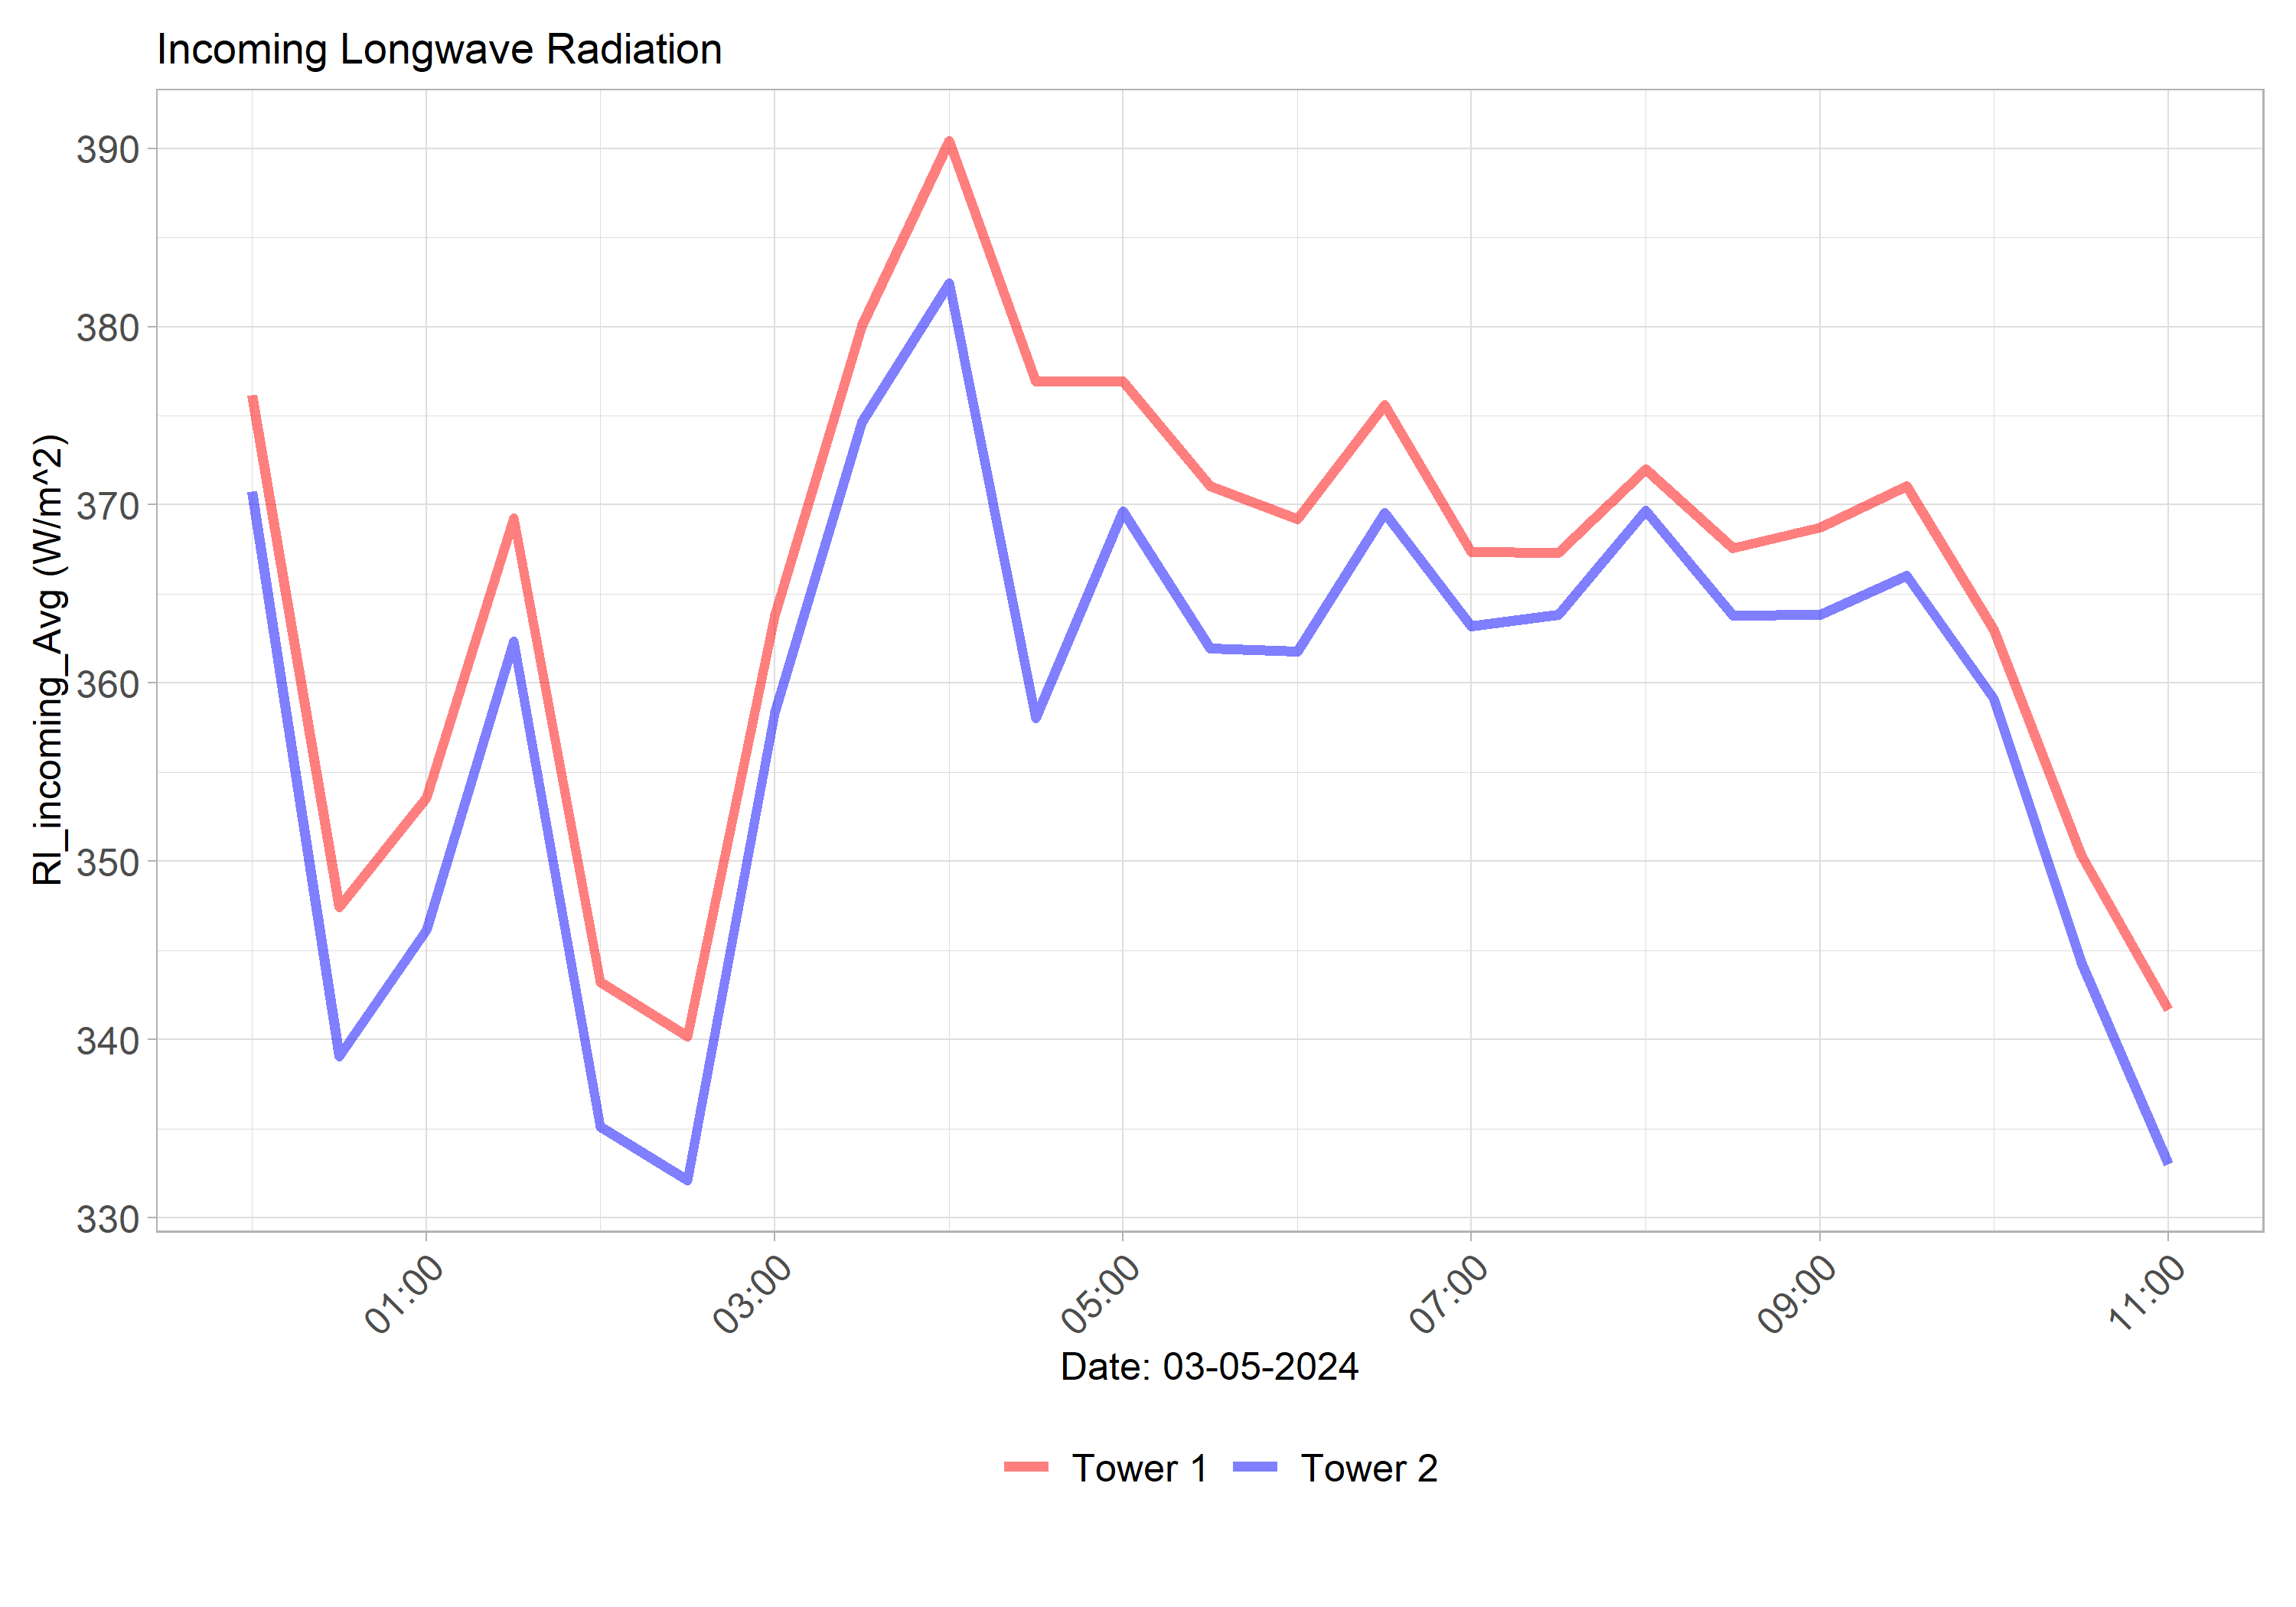 Incoming Longwave Radiation
Rl_incoming_Avg (W/m^2)
390
380
370
360
350
340
330
01:00 03:00 05:00 07:00 09:00 11:00
Date: 03-05-2024
Tower 1 Tower 2